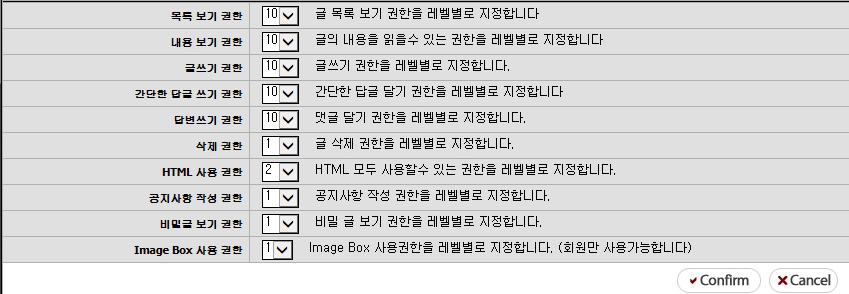 목록 보기 권한 10 글 목록 보기 권한을 레벨별로 지정합니다
내용 보기 권한 10 글의 내용을 읽을수 있는 권한을 레벨별로 지정합니다
글쓰기 권한 10 글쓰기 권한을 레벨별로 지정합니다.
간단한 답글 쓰기 권한 10 간단한 답글 달기 권한을 레벨별로 지정합니다
답변쓰기 권한 10 댓글 달기 권한을 레벨별로 지정합니다.
삭제 권한 1 글 삭제 권한을 레벨별로 지정합니다.
HTML 사용 권한 2 HTML 모두 사용할수 있는 권한을 레벨별로 지정합니다.
공지사항 작성 권한 1 공지사항 작성 권한을 레벨별로 지정합니다.
비밀글 보기 권한 1 비밀 글 보기 권한을 레벨별로 지정합니다.
Image Box 사용 권한 1 Image Box 사용권한을 레벨별로 지정합니다. (회원만 사용가능합니다)
Confirm Cancel